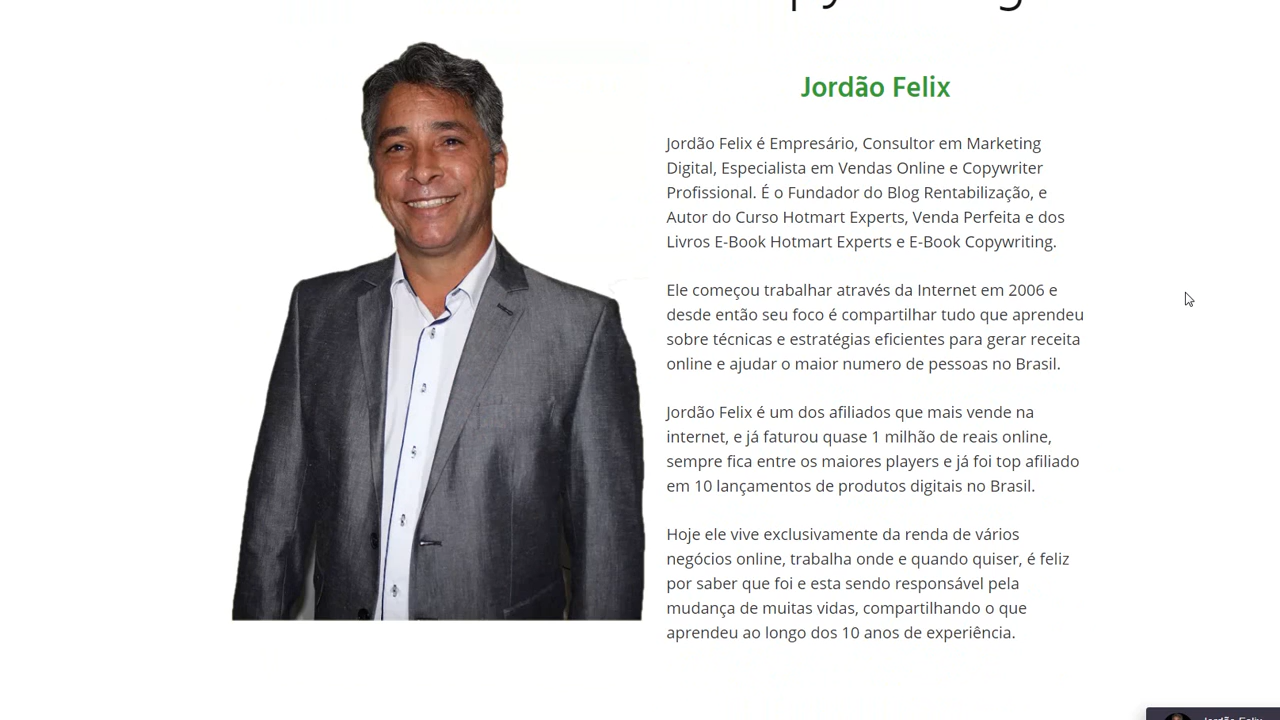 Jordão Felix
Jordão Felix é Empresário, Consultor em Marketing
Digital, Especialista em Vendas Online e Copywriter
Profissional. É o Fundador do Blog Rentabilização, e
Autor do Curso Hotmart Experts, Venda Perfeita e dos
Livros E-Book Hotmart Experts e E-Book Copywriting.
Ele começou trabalhar através da Internet em 2006 e
desde então seu foco é compartilhar tudo que aprendeu
sobre técnicas e estratégias eficientes para gerar receita
online e ajudar o maior numero de pessoas no Brasil.
Jordão Felix é um dos afiliados que mais vende na
internet, e já faturou quase 1 milhão de reais online,
sempre fica entre os maiores players e já foi top afiliado
em 10 lançamentos de produtos digitais no Brasil.
Hoje ele vive exclusivamente da renda de vários
negócios online, trabalha onde e quando quiser, é feliz
por saber que foi e esta sendo responsável pela
mudança de muitas vidas, compartilhando o que
aprendeu ao longo dos 10 anos de experiência.